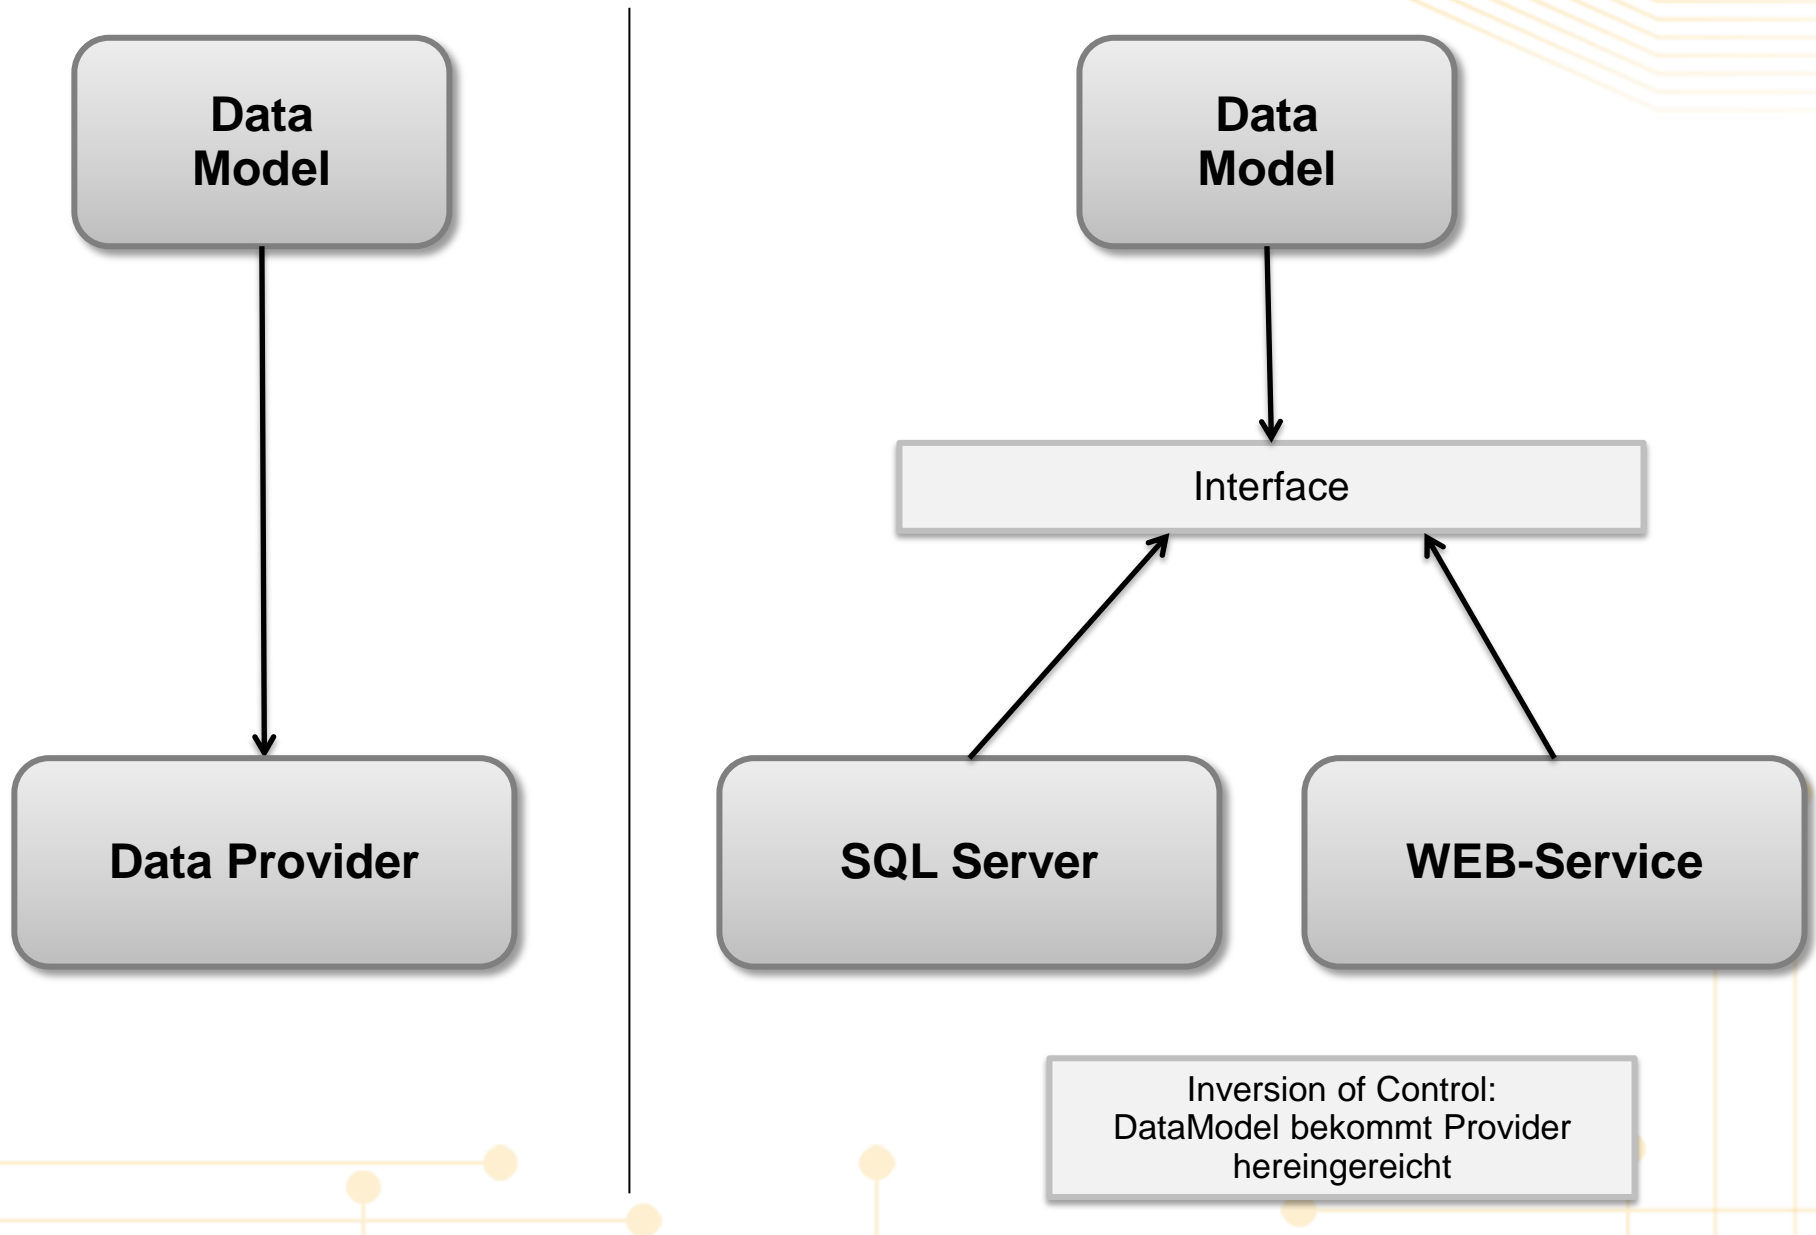 Data
Model
Data Provider
Data
Model
Interface
SQL Server
WEB-Service
Inversion of Control:
DataModel bekommt Provider
hereingereicht